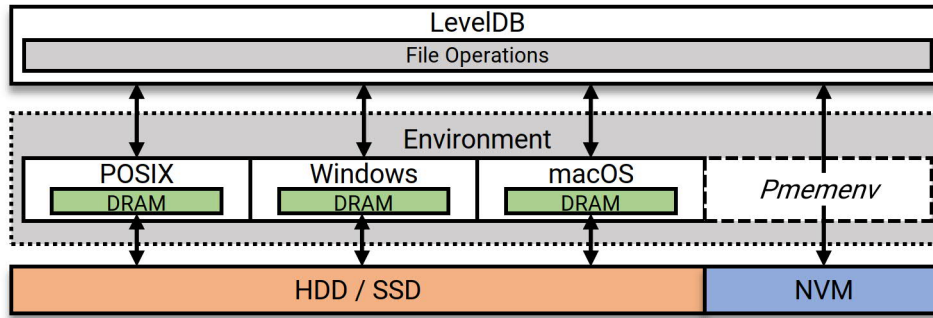 LevelDB
File Operations
Environment
POSIX Windows macOS Pmemenv
DRAM DRAM DRAM
HDD / SSD NVM